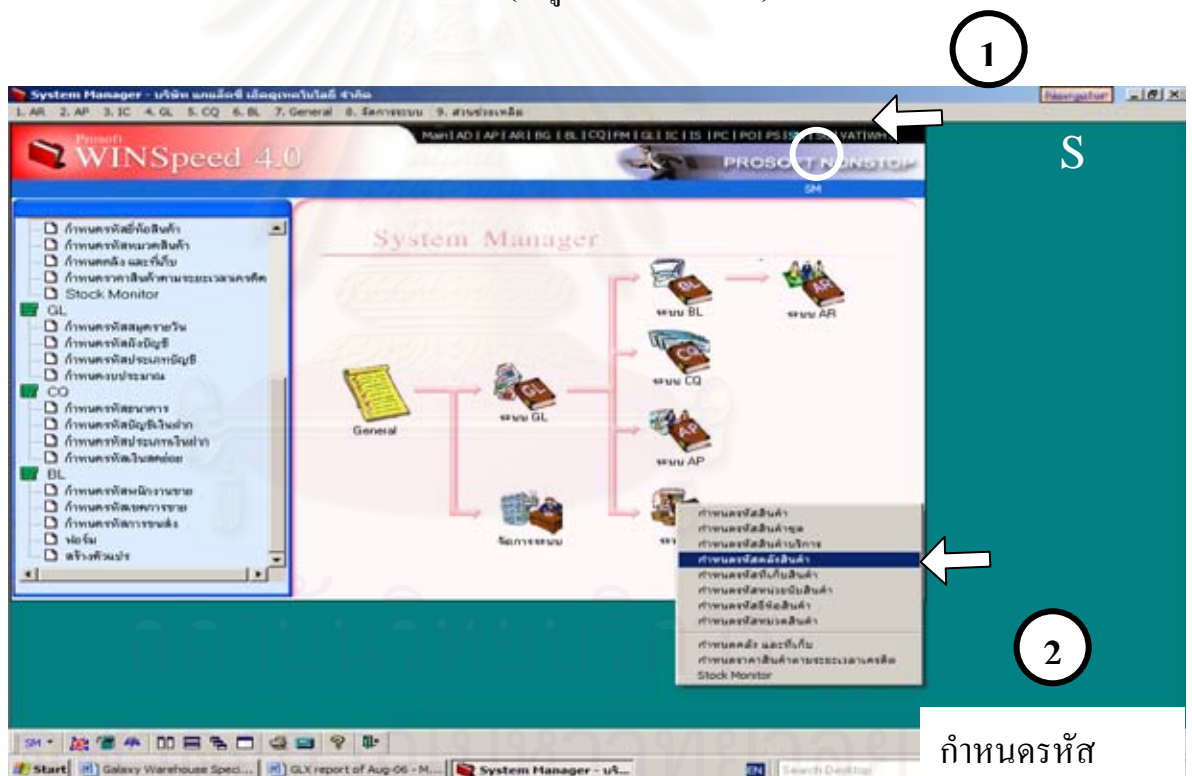 1
System Manager - บริษัท แกแล็คซี่ เอ็ดดูเทคโนโลยี จำกัด
Navigator
1. AR 2. AP 3. IC 4. GL 5. CQ 6. BL 7. General 8. จัดการระบบ 9. ส่วนช่วยเหลือ
Main | AD | AP | AR | BG | BL | CQ | FM | GL | IC | IS | PC | PO | PS | VAT | WH
Prosoft
WINSpeed 4.0
PROSOFT NONSTOP
S
SM
กำหนดรหัสยี่ห้อสินค้า
กำหนดรหัสหมวดสินค้า
กำหนดคลัง และที่เก็บ
กำหนดราคาสินค้าตามระยะเวลาเครดิต
Stock Monitor
GL
กำหนดรหัสสมุดรายวัน
กำหนดรหัสผังบัญชี
กำหนดรหัสประเภทบัญชี
กำหนดงบประมาณ
CQ
กำหนดรหัสธนาคาร
กำหนดรหัสบัญชีเงินฝาก
กำหนดรหัสประเภทเงินฝาก
กำหนดรหัสเงินสดย่อย
BL
กำหนดรหัสพนักงานขาย
กำหนดรหัสเขตการขาย
กำหนดรหัสการขนส่ง
ฟอร์ม
สร้างตัวแปร
System Manager
ระบบ BL
ระบบ AR
ระบบ CQ
General
ระบบ GL
ระบบ AP
จัดการระบบ
กำหนดรหัสสินค้า
กำหนดรหัสสินค้าชุด
กำหนดรหัสสินค้าบริการ
กำหนดรหัสคลังสินค้า
กำหนดรหัสที่เก็บสินค้า
กำหนดรหัสหน่วยนับสินค้า
กำหนดรหัสยี่ห้อสินค้า
กำหนดรหัสหมวดสินค้า
กำหนดคลัง และที่เก็บ
กำหนดราคาสินค้าตามระยะเวลาเครดิต
Stock Monitor
2
กำหนดรหัส
SM
Start
Galaxy Warehouse Speci...
GLX report of Aug-06 - M...
System Manager - บริ...
EN
Search Desktop